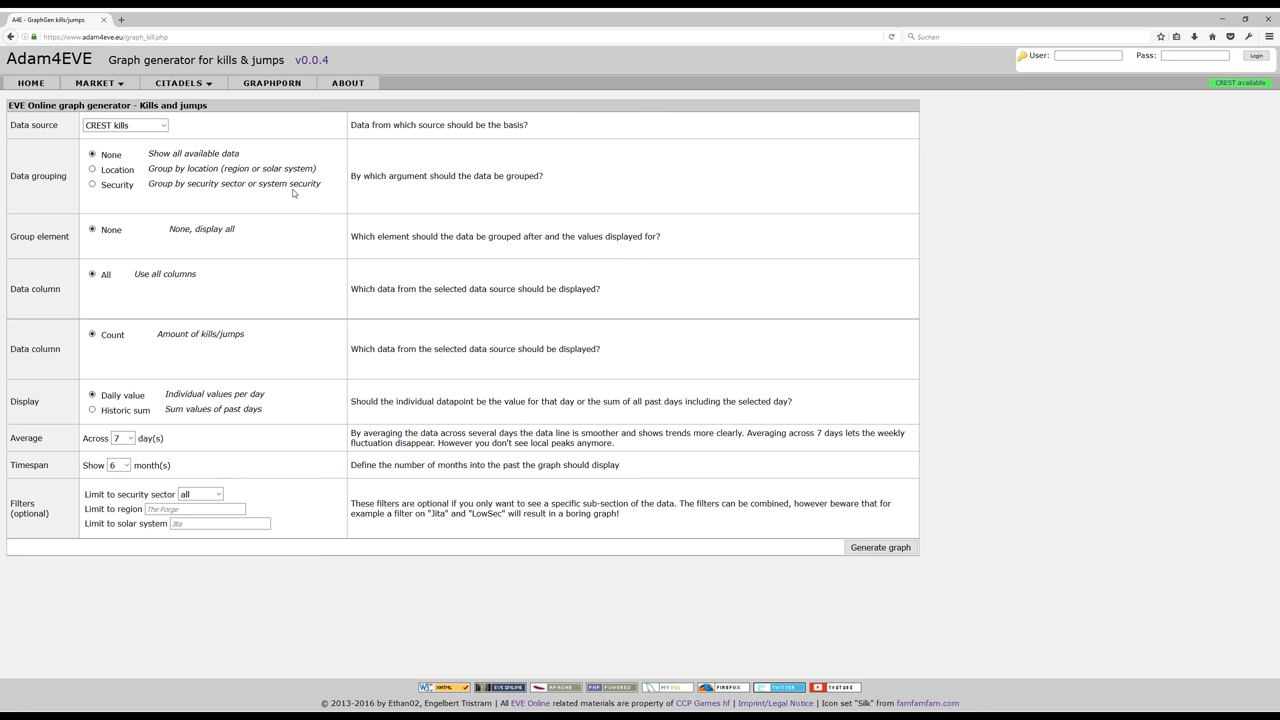 A4E - GraphGen kills/jumps
https://www.adam4eve.eu/graph_kill.php
Suchen
Adam4EVE Graph generator for kills & jumps v0.0.4
User: Pass: Login
HOME MARKET CITADELS GRAPHPORN ABOUT
CREST available
EVE Online graph generator - Kills and jumps
Data source CREST kills Data from which source should be the basis?
None Show all available data
Location Group by location (region or solar system)
Data grouping By which argument should the data be grouped?
Security Group by security sector or system security
None None, display all
Group element Which element should the data be grouped after and the values displayed for?
All Use all columns
Data column Which data from the selected data source should be displayed?
Count Amount of kills/jumps
Data column Which data from the selected data source should be displayed?
Daily value Individual values per day
Display Should the individual datapoint be the value for that day or the sum of all past days including the selected day?
Historic sum Sum values of past days
Average Across 7 day(s) By averaging the data across several days the data line is smoother and shows trends more clearly. Averaging across 7 days lets the weekly
fluctuation disappear. However you don't see local peaks anymore.
Timespan Show 6 month(s) Define the number of months into the past the graph should display
Limit to security sector all
Filters These filters are optional if you only want to see a specific sub-section of the data. The filters can be combined, however beware that for
Limit to region The Forge
(optional) example a filter on "Jita" and "LowSec" will result in a boring graph!
Limit to solar system Jita
Generate graph
W3C XHTML EVE ONLINE APACHE PHP POWERED MYSQL FIREFOX TWITTER YOUTUBE
© 2013-2016 by Ethan02, Engelbert Tristram | All EVE Online related materials are property of CCP Games hf | Imprint/Legal Notice | Icon set "Silk" from famfamfam.com